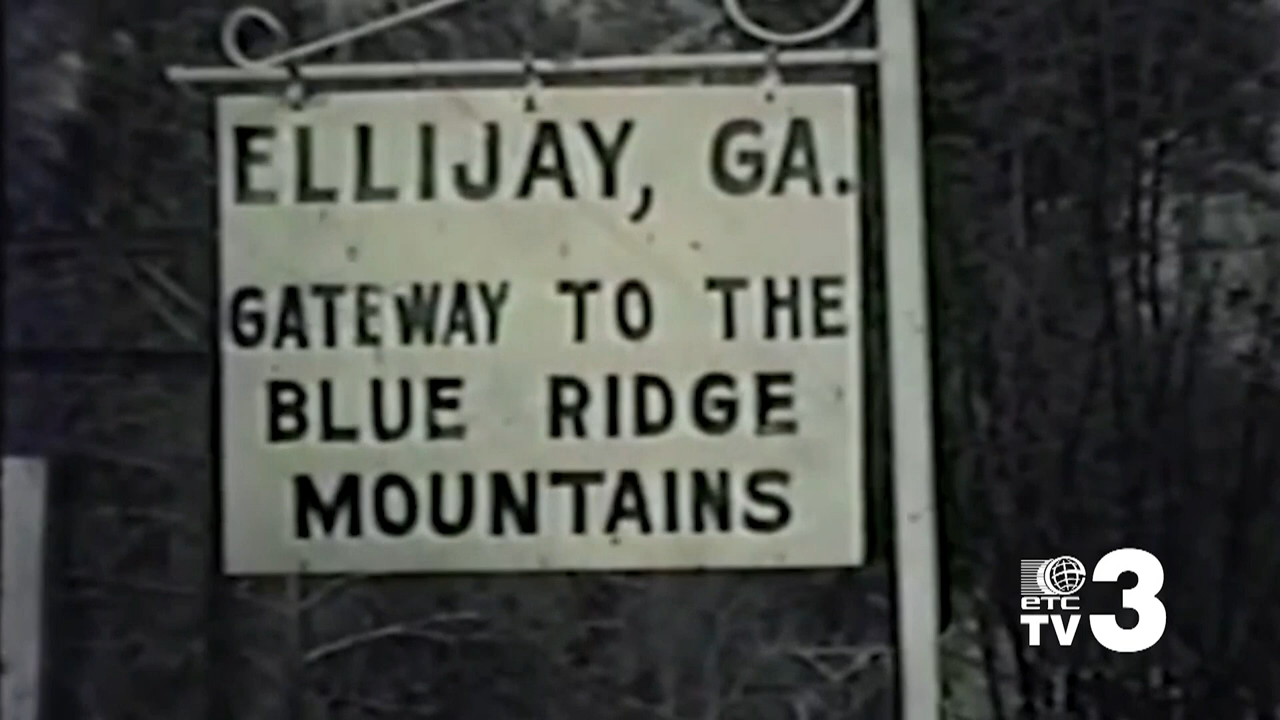 ELLIJAY, GA.
GATEWAY TO THE
BLUE RIDGE
MOUNTAINS
etc
TV 3